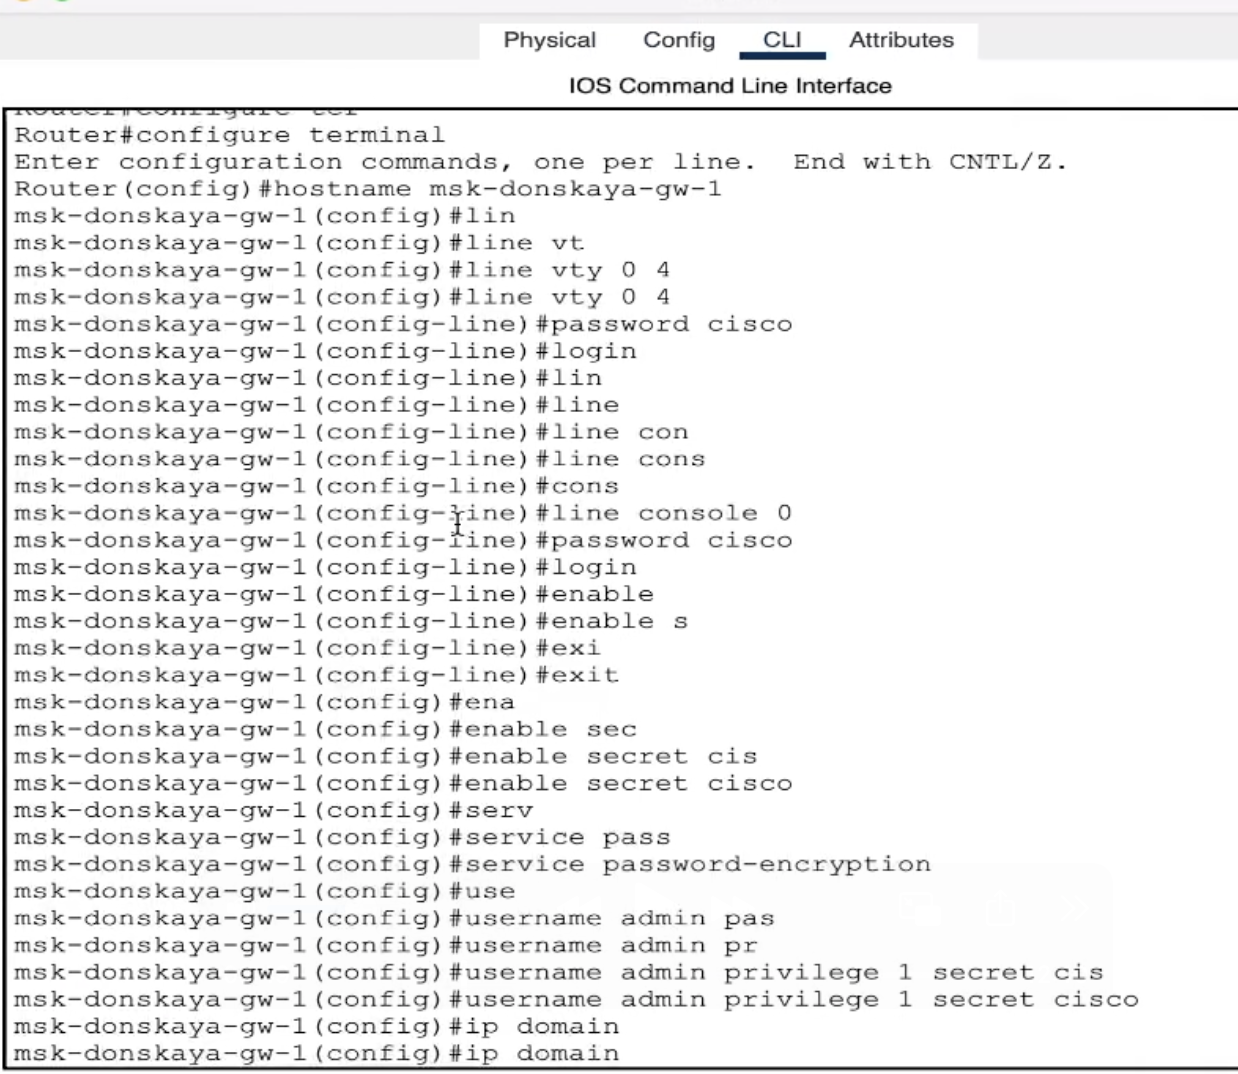 Physical Config CLI Attributes
IOS Command Line Interface
Router#configure ter
Router#configure terminal
Enter configuration commands, one per line.  End with CNTL/Z.
Router(config)#hostname msk-donskaya-gw-1
msk-donskaya-gw-1(config)#lin
msk-donskaya-gw-1(config)#line vt
msk-donskaya-gw-1(config)#line vty 0 4
msk-donskaya-gw-1(config)#line vty 0 4
msk-donskaya-gw-1(config-line)#password cisco
msk-donskaya-gw-1(config-line)#login
msk-donskaya-gw-1(config-line)#lin
msk-donskaya-gw-1(config-line)#line
msk-donskaya-gw-1(config-line)#line con
msk-donskaya-gw-1(config-line)#line cons
msk-donskaya-gw-1(config-line)#cons
msk-donskaya-gw-1(config-line)#line console 0
msk-donskaya-gw-1(config-line)#password cisco
msk-donskaya-gw-1(config-line)#login
msk-donskaya-gw-1(config-line)#enable
msk-donskaya-gw-1(config-line)#enable s
msk-donskaya-gw-1(config-line)#exi
msk-donskaya-gw-1(config-line)#exit
msk-donskaya-gw-1(config)#ena
msk-donskaya-gw-1(config)#enable sec
msk-donskaya-gw-1(config)#enable secret cis
msk-donskaya-gw-1(config)#enable secret cisco
msk-donskaya-gw-1(config)#serv
msk-donskaya-gw-1(config)#service pass
msk-donskaya-gw-1(config)#service password-encryption
msk-donskaya-gw-1(config)#use
msk-donskaya-gw-1(config)#username admin pas
msk-donskaya-gw-1(config)#username admin pr
msk-donskaya-gw-1(config)#username admin privilege 1 secret cis
msk-donskaya-gw-1(config)#username admin privilege 1 secret cisco
msk-donskaya-gw-1(config)#ip domain
msk-donskaya-gw-1(config)#ip domain